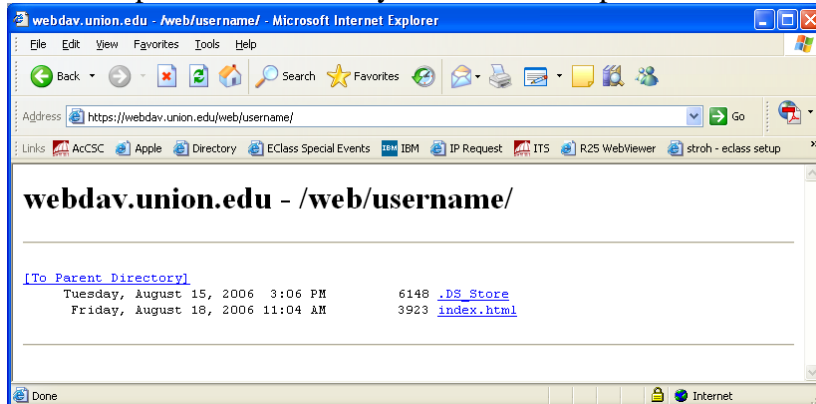 webdav.union.edu - /web/username/ - Microsoft Internet Explorer
File Edit View Favorites Tools Help
Back Search Favorites
Address https://webdav.union.edu/web/username/ Go
Links AcCSC Apple Directory EClass Special Events IBM IBM IP Request ITS R25 WebViewer stroh - eclass setup »
webdav.union.edu - /web/username/
[To Parent Directory]
Tuesday, August 15, 2006 3:06 PM 6148 .DS_Store
Friday, August 18, 2006 11:04 AM 3923 index.html
Done Internet